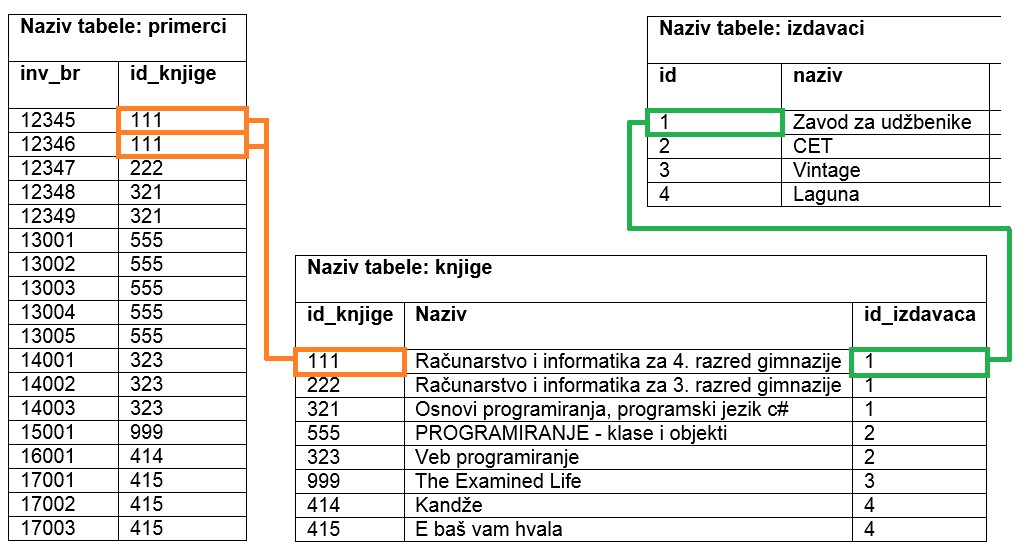 Naziv tabele: primerci
inv_br id_knjige
12345 111
12346 111
12347 222
12348 321
12349 321
13001 555
13002 555
13003 555
13004 555
13005 555
14001 323
14002 323
14003 323
15001 999
16001 414
17001 415
17002 415
17003 415
Naziv tabele: izdavaci
id naziv
1 Zavod za udžbenike
2 CET
3 Vintage
4 Laguna
Naziv tabele: knjige
id_knjige Naziv id_izdavaca
111 Računarstvo i informatika za 4. razred gimnazije 1
222 Računarstvo i informatika za 3. razred gimnazije 1
321 Osnovi programiranja, programski jezik c# 1
555 PROGRAMIRANJE - klase i objekti 2
323 Veb programiranje 2
999 The Examined Life 3
414 Kandže 4
415 E baš vam hvala 4